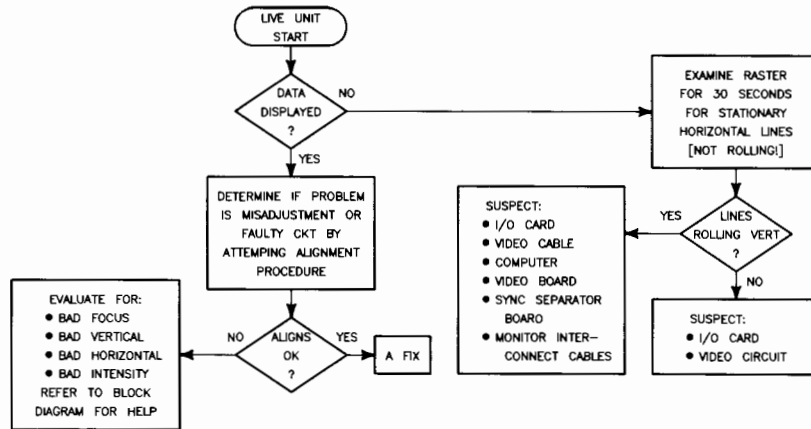 LIVE UNIT
START
DATA
DISPLAYED
?
NO
YES
EXAMINE RASTER
FOR 30 SECONDS
FOR STATIONARY
HORIZONTAL LINES
[NOT ROLLING!]
DETERMINE IF PROBLEM
IS MISADJUSTMENT OR
FAULTY CKT BY
ATTEMPING ALIGNMENT
PROCEDURE
SUSPECT:
• I/O CARD
• VIDEO CABLE
• COMPUTER
• VIDEO BOARD
• SYNC SEPARATOR
BOARD
• MONITOR INTER-
CONNECT CABLES
YES
LINES
ROLLING VERT
?
NO
EVALUATE FOR:
• BAD FOCUS
• BAD VERTICAL
• BAD HORIZONTAL
• BAD INTENSITY
REFER TO BLOCK
DIAGRAM FOR HELP
NO
ALIGNS
OK
?
YES
A FIX
SUSPECT:
• I/O CARD
• VIDEO CIRCUIT